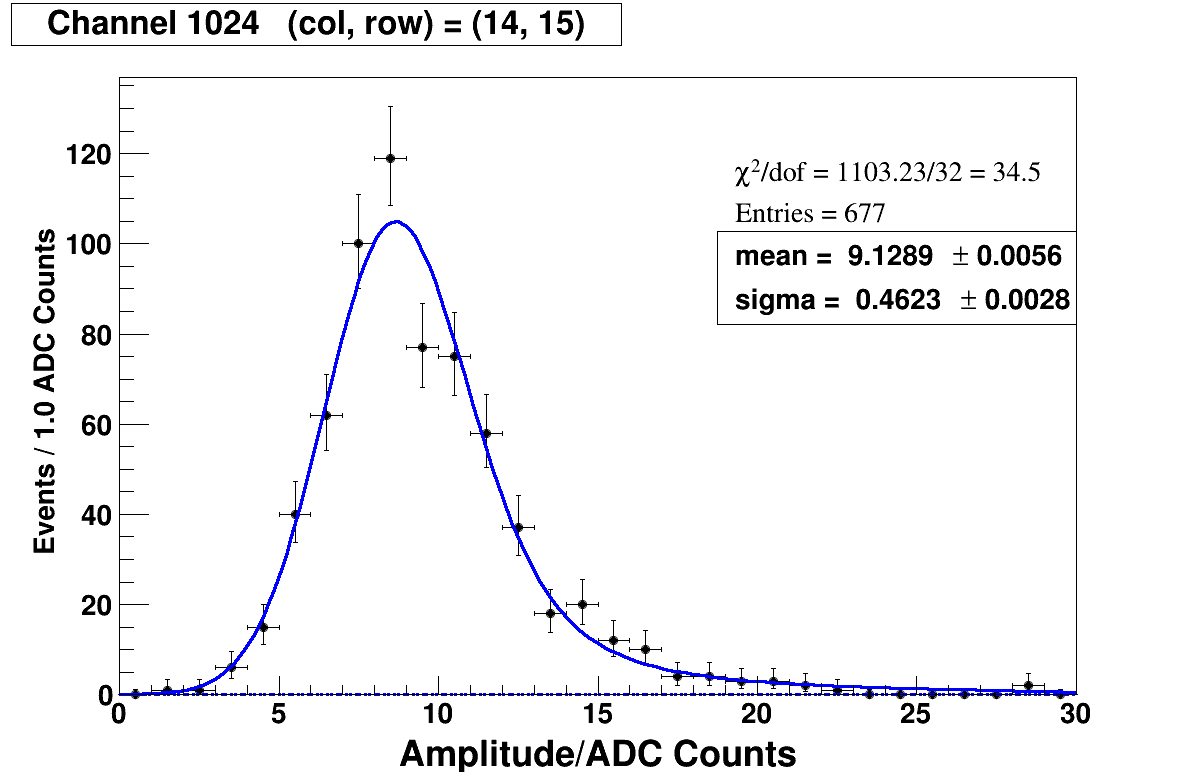 Channel 1024 (col, row) = (14, 15)
χ²/dof = 1103.23/32 = 34.5
Entries = 677
mean = 9.1289 ± 0.0056
sigma = 0.4623 ± 0.0028
Events / 1.0 ADC Counts
120
100
80
60
40
20
0
0 5 10 15 20 25 30
Amplitude/ADC Counts